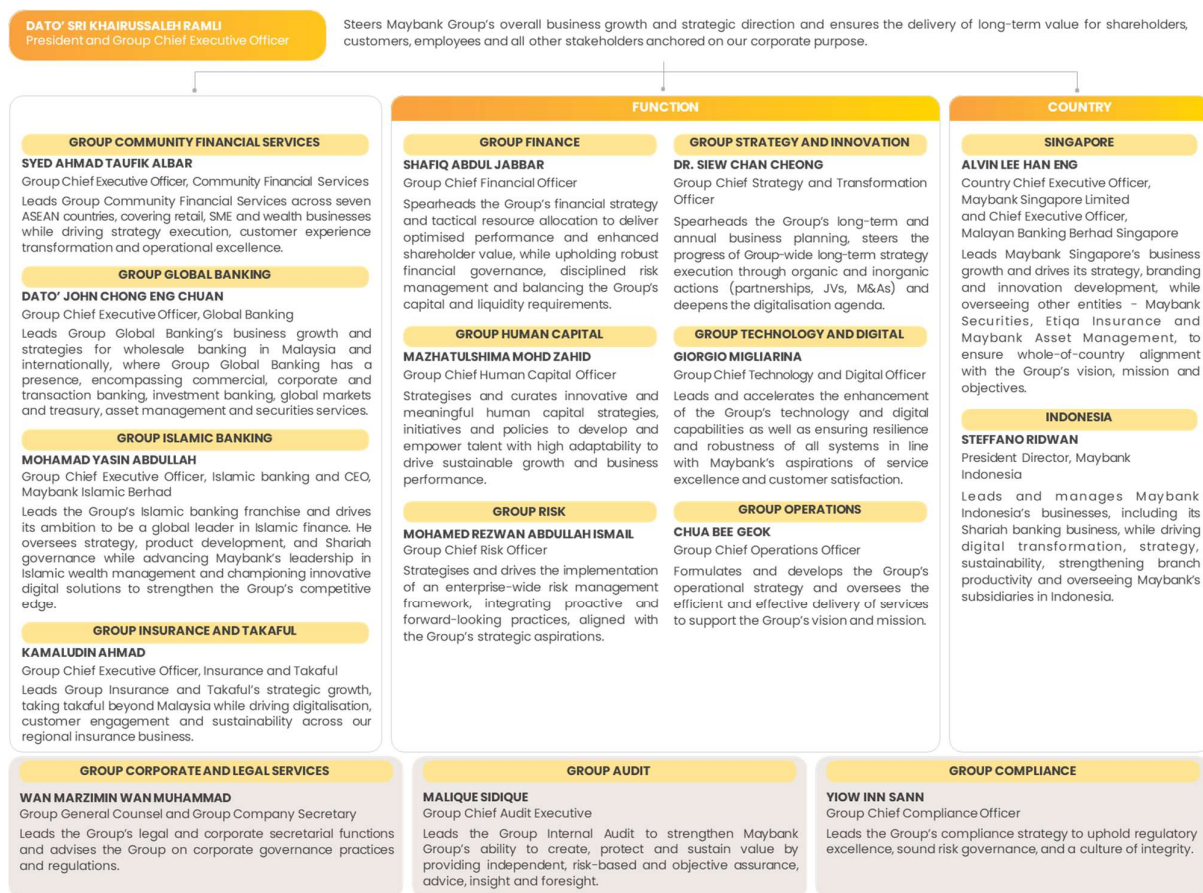 DATO’ SRI KHAIRUSSALEH RAMLI
President and Group Chief Executive Officer
Steers Maybank Group’s overall business growth and strategic direction and ensures the delivery of long-term value for shareholders,
customers, employees and all other stakeholders anchored on our corporate purpose.
GROUP COMMUNITY FINANCIAL SERVICES
SYED AHMAD TAUFIK ALBAR
Group Chief Executive Officer, Community Financial Services
Leads Group Community Financial Services across seven
ASEAN countries, covering retail, SME and wealth businesses
while driving strategy execution, customer experience
transformation and operational excellence.
GROUP GLOBAL BANKING
DATO’ JOHN CHONG ENG CHUAN
Group Chief Executive Officer, Global Banking
Leads Group Global Banking’s business growth and
strategies for wholesale banking in Malaysia and
internationally, where Group Global Banking has a
presence, encompassing commercial, corporate and
transaction banking, investment banking, global markets
and treasury, asset management and securities services.
GROUP ISLAMIC BANKING
MOHAMAD YASIN ABDULLAH
Group Chief Executive Officer, Islamic banking and CEO,
Maybank Islamic Berhad
Leads the Group’s Islamic banking franchise and drives
its ambition to be a global leader in Islamic finance. He
oversees strategy, product development, and Shariah
governance while advancing Maybank’s leadership in
Islamic wealth management and championing innovative
digital solutions to strengthen the Group’s competitive
edge.
GROUP INSURANCE AND TAKAFUL
KAMALUDIN AHMAD
Group Chief Executive Officer, Insurance and Takaful
Leads Group Insurance and Takaful’s strategic growth,
taking takaful beyond Malaysia while driving digitalisation,
customer engagement and sustainability across our
regional insurance business.
FUNCTION
GROUP FINANCE
SHAFIQ ABDUL JABBAR
Group Chief Financial Officer
Spearheads the Group’s financial strategy
and tactical resource allocation to deliver
optimised performance and enhanced
shareholder value, while upholding robust
financial governance, disciplined risk
management and balancing the Group’s
capital and liquidity requirements.
GROUP HUMAN CAPITAL
MAZHATULSHIMA MOHD ZAHID
Group Chief Human Capital Officer
Strategises and curates innovative and
meaningful human capital strategies,
initiatives and policies to develop and
empower talent with high adaptability to
drive sustainable growth and business
performance.
GROUP RISK
MOHAMED REZWAN ABDULLAH ISMAIL
Group Chief Risk Officer
Strategises and drives the implementation
of an enterprise-wide risk management
framework, integrating proactive and
forward-looking practices, aligned with
the Group’s strategic aspirations.
GROUP STRATEGY AND INNOVATION
DR. SIEW CHAN CHEONG
Group Chief Strategy and Transformation
Officer
Spearheads the Group’s long-term and
annual business planning, steers the
progress of Group-wide long-term strategy
execution through organic and inorganic
actions (partnerships, JVs, M&As) and
deepens the digitalisation agenda.
GROUP TECHNOLOGY AND DIGITAL
GIORGIO MIGLIARINA
Group Chief Technology and Digital Officer
Leads and accelerates the enhancement
of the Group’s technology and digital
capabilities as well as ensuring resilience
and robustness of all systems in line
with Maybank’s aspirations of service
excellence and customer satisfaction.
GROUP OPERATIONS
CHUA BEE GEOK
Group Chief Operations Officer
Formulates and develops the Group’s
operational strategy and oversees the
efficient and effective delivery of services
to support the Group’s vision and mission.
COUNTRY
SINGAPORE
ALVIN LEE HAN ENG
Country Chief Executive Officer,
Maybank Singapore Limited
and Chief Executive Officer,
Malayan Banking Berhad Singapore
Leads Maybank Singapore’s business
growth and drives its strategy, branding
and innovation development, while
overseeing other entities - Maybank
Securities, Etiqa Insurance and
Maybank Asset Management, to
ensure whole-of-country alignment
with the Group’s vision, mission and
objectives.
INDONESIA
STEFFANO RIDWAN
President Director, Maybank
Indonesia
Leads and manages Maybank
Indonesia’s businesses, including its
Shariah banking business, while driving
digital transformation, strategy,
sustainability, strengthening branch
productivity and overseeing Maybank’s
subsidiaries in Indonesia.
GROUP CORPORATE AND LEGAL SERVICES
WAN MARZIMIN WAN MUHAMMAD
Group General Counsel and Group Company Secretary
Leads the Group’s legal and corporate secretarial functions
and advises the Group on corporate governance practices
and regulations.
GROUP AUDIT
MALIQUE SIDIQUE
Group Chief Audit Executive
Leads the Group Internal Audit to strengthen Maybank
Group’s ability to create, protect and sustain value by
providing independent, risk-based and objective assurance,
advice, insight and foresight.
GROUP COMPLIANCE
YIOW INN SANN
Group Chief Compliance Officer
Leads the Group’s compliance strategy to uphold regulatory
excellence, sound risk governance, and a culture of integrity.